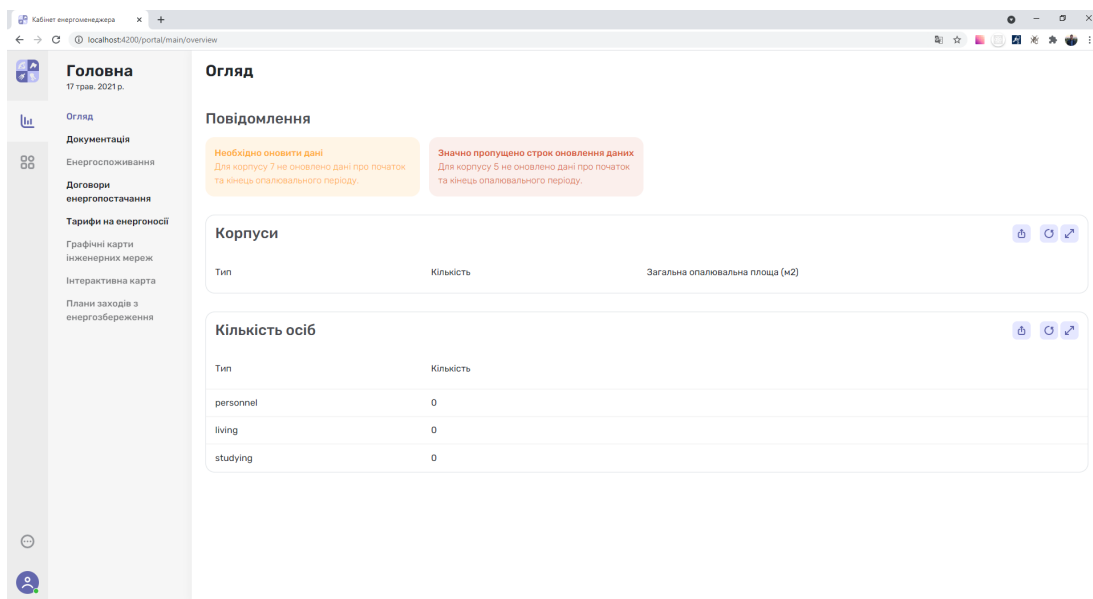 Кабінет енергоменеджера
localhost:4200/portal/main/overview
Головна
17 трав. 2021 р.
Огляд
Документація
Енергоспоживання
Договори
енергопостачання
Тарифи на енергоносії
Графічні карти
інженерних мереж
Інтерактивна карта
Плани заходів з
енергозбереження
Огляд
Повідомлення
Необхідно оновити дані
Для корпусу 7 не оновлено дані про початок
та кінець опалювального періоду.
Значно пропущено строк оновлення даних
Для корпусу 5 не оновлено дані про початок
та кінець опалювального періоду.
Корпуси
Тип Кількість Загальна опалювальна площа (м2)
Кількість осіб
Тип Кількість
personnel 0
living 0
studying 0